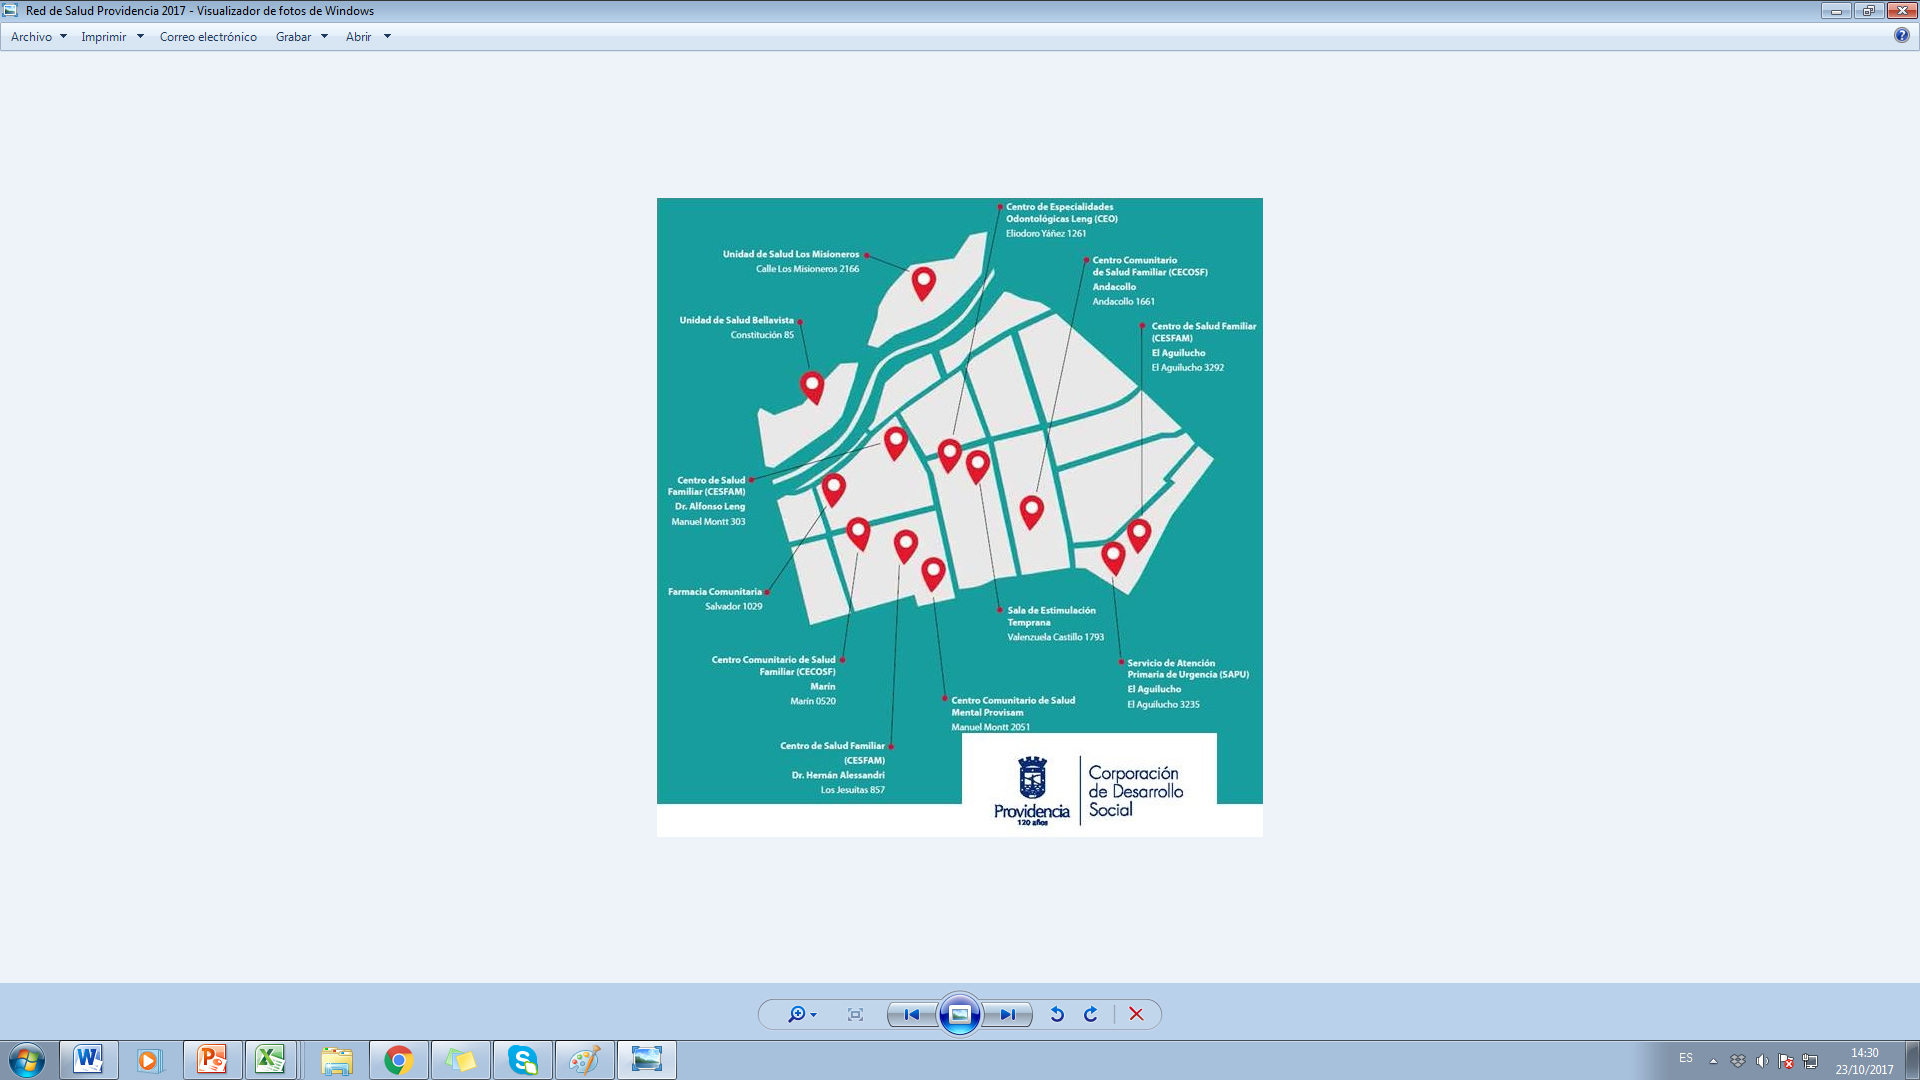 Red de Salud Providencia 2017 - Visualizador de fotos de Windows
Archivo Imprimir Correo electrónico Grabar Abrir
Centro de Especialidades
Odontológicas Leng (CEO)
Eliodoro Yáñez 1261
Unidad de Salud Los Misioneros
Calle Los Misioneros 2166
Centro Comunitario
de Salud Familiar (CECOSF)
Andacollo
Andacollo 1661
Unidad de Salud Bellavista
Constitución 85
Centro de Salud Familiar
(CESFAM)
El Aguilucho
El Aguilucho 3292
Centro de Salud
Familiar (CESFAM)
Dr. Alfonso Leng
Manuel Montt 303
Farmacia Comunitaria
Salvador 1029
Sala de Estimulación
Temprana
Valenzuela Castillo 1793
Centro Comunitario de Salud
Familiar (CECOSF)
Marín
Marín 0520
Servicio de Atención
Primaria de Urgencia (SAPU)
El Aguilucho
El Aguilucho 3235
Centro Comunitario de Salud
Mental Provisam
Manuel Montt 2051
Centro de Salud Familiar
(CESFAM)
Dr. Hernán Alessandri
Los Jesuitas 857
Providencia
120 años
Corporación
de Desarrollo
Social
ES
14:30
23/10/2017